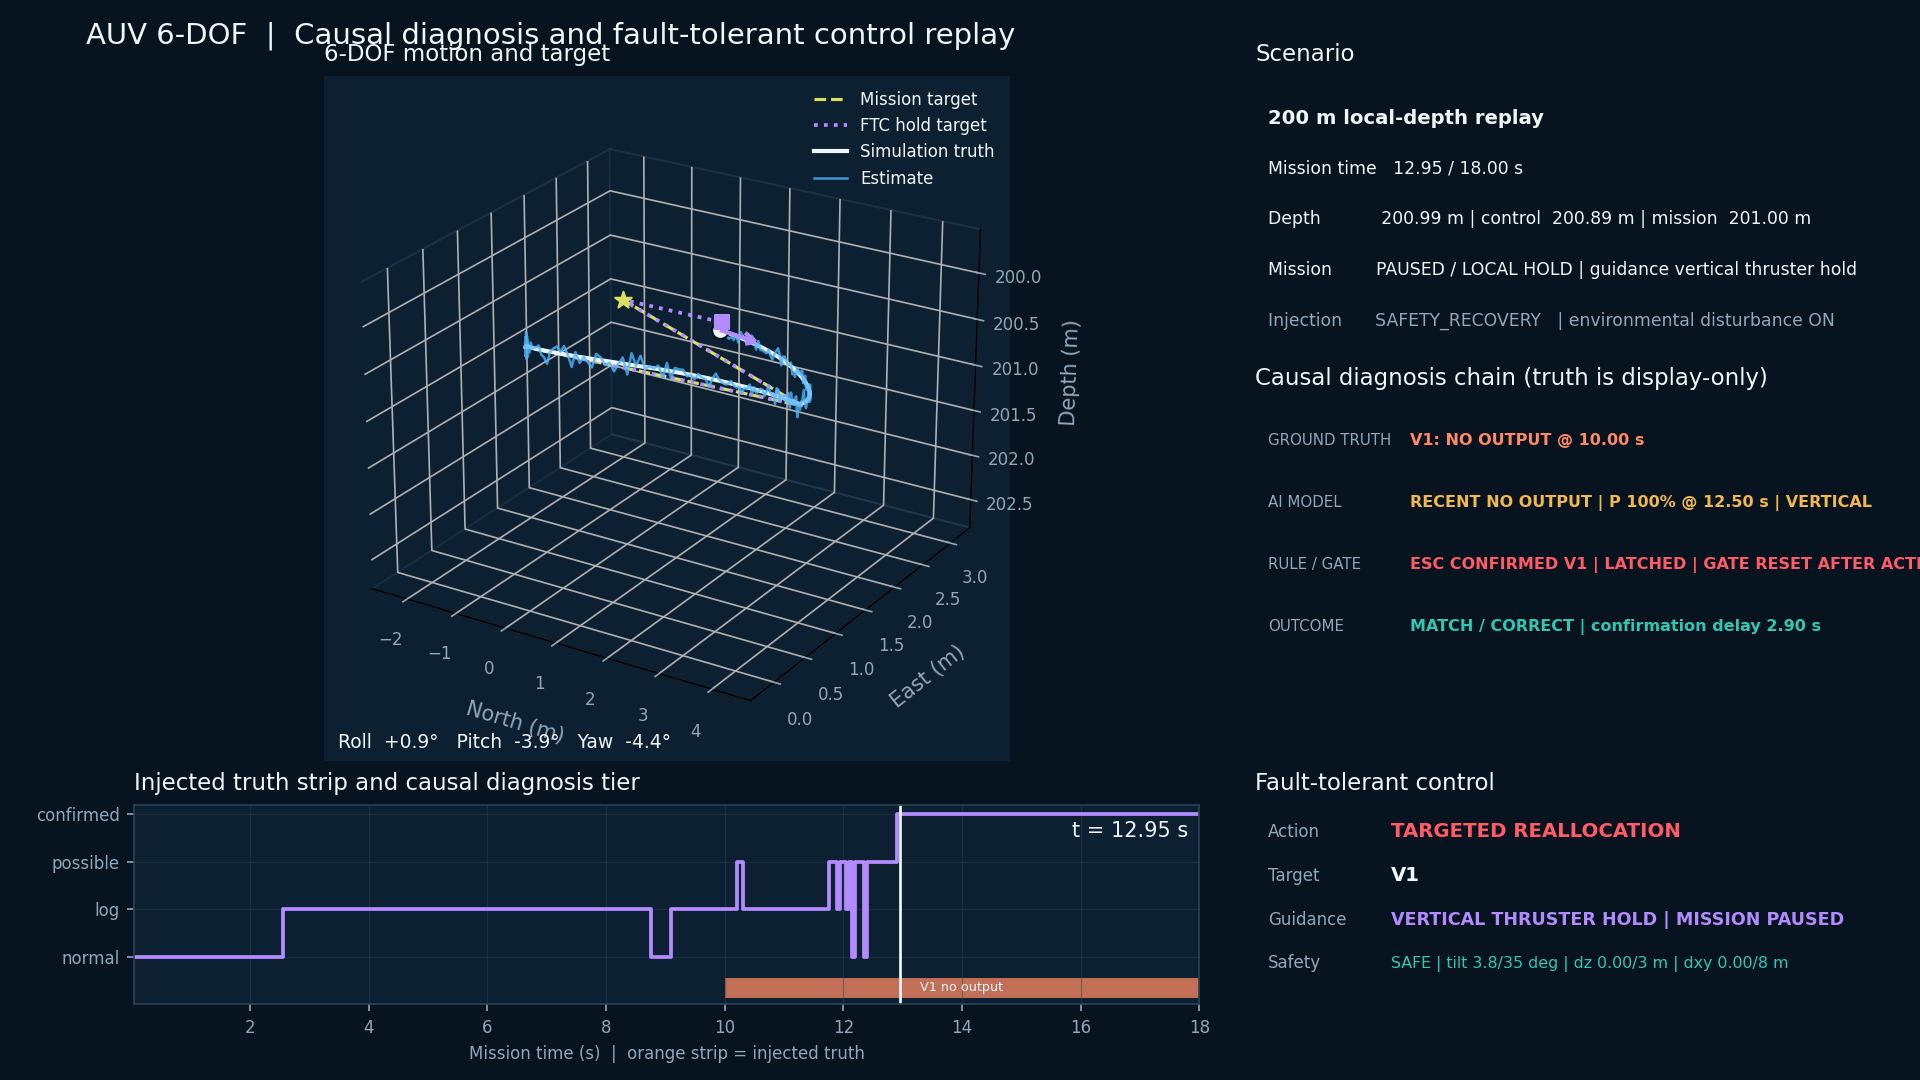 AUV 6-DOF  |  Causal diagnosis and fault-tolerant control replay
6-DOF motion and target
Mission target
FTC hold target
Simulation truth
Estimate
200.0
200.5
201.0
201.5
202.0
202.5
Depth (m)
3.0
2.5
2.0
1.5
1.0
0.5
0.0
East (m)
−2
−1
0
1
2
3
4
North (m)
Roll  +0.9°   Pitch  -3.9°   Yaw  -4.4°
Scenario
200 m local-depth replay
Mission time   12.95 / 18.00 s
Depth   200.99 m | control  200.89 m | mission  201.00 m
Mission   PAUSED / LOCAL HOLD | guidance vertical thruster hold
Injection   SAFETY_RECOVERY   | environmental disturbance ON
Causal diagnosis chain (truth is display-only)
GROUND TRUTH   V1: NO OUTPUT @ 10.00 s
AI MODEL   RECENT NO OUTPUT | P 100% @ 12.50 s | VERTICAL
RULE / GATE   ESC CONFIRMED V1 | LATCHED | GATE RESET AFTER ACTI
OUTCOME   MATCH / CORRECT | confirmation delay 2.90 s
Injected truth strip and causal diagnosis tier
confirmed
possible
log
normal
t = 12.95 s
V1 no output
2
4
6
8
10
12
14
16
18
Mission time (s)  |  orange strip = injected truth
Fault-tolerant control
Action   TARGETED REALLOCATION
Target   V1
Guidance   VERTICAL THRUSTER HOLD | MISSION PAUSED
Safety   SAFE | tilt 3.8/35 deg | dz 0.00/3 m | dxy 0.00/8 m